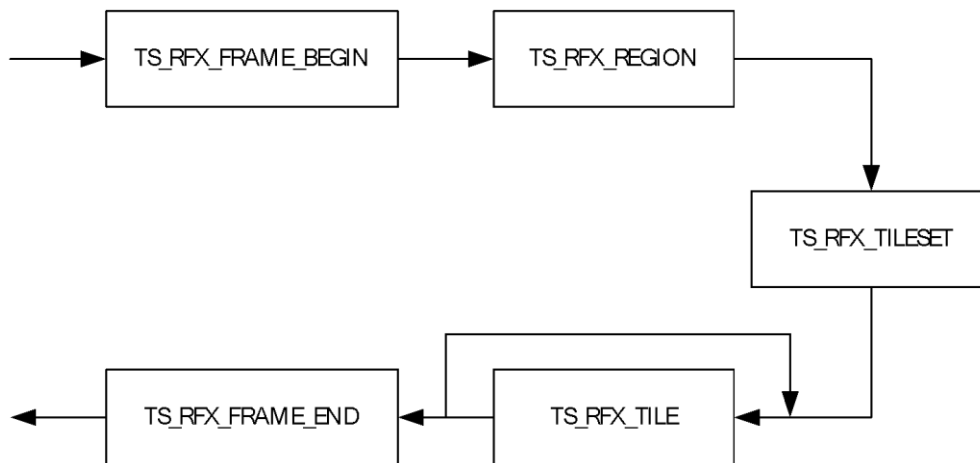 TS_RFX_FRAME_BEGIN
TS_RFX_REGION
TS_RFX_TILESET
TS_RFX_FRAME_END
TS_RFX_TILE